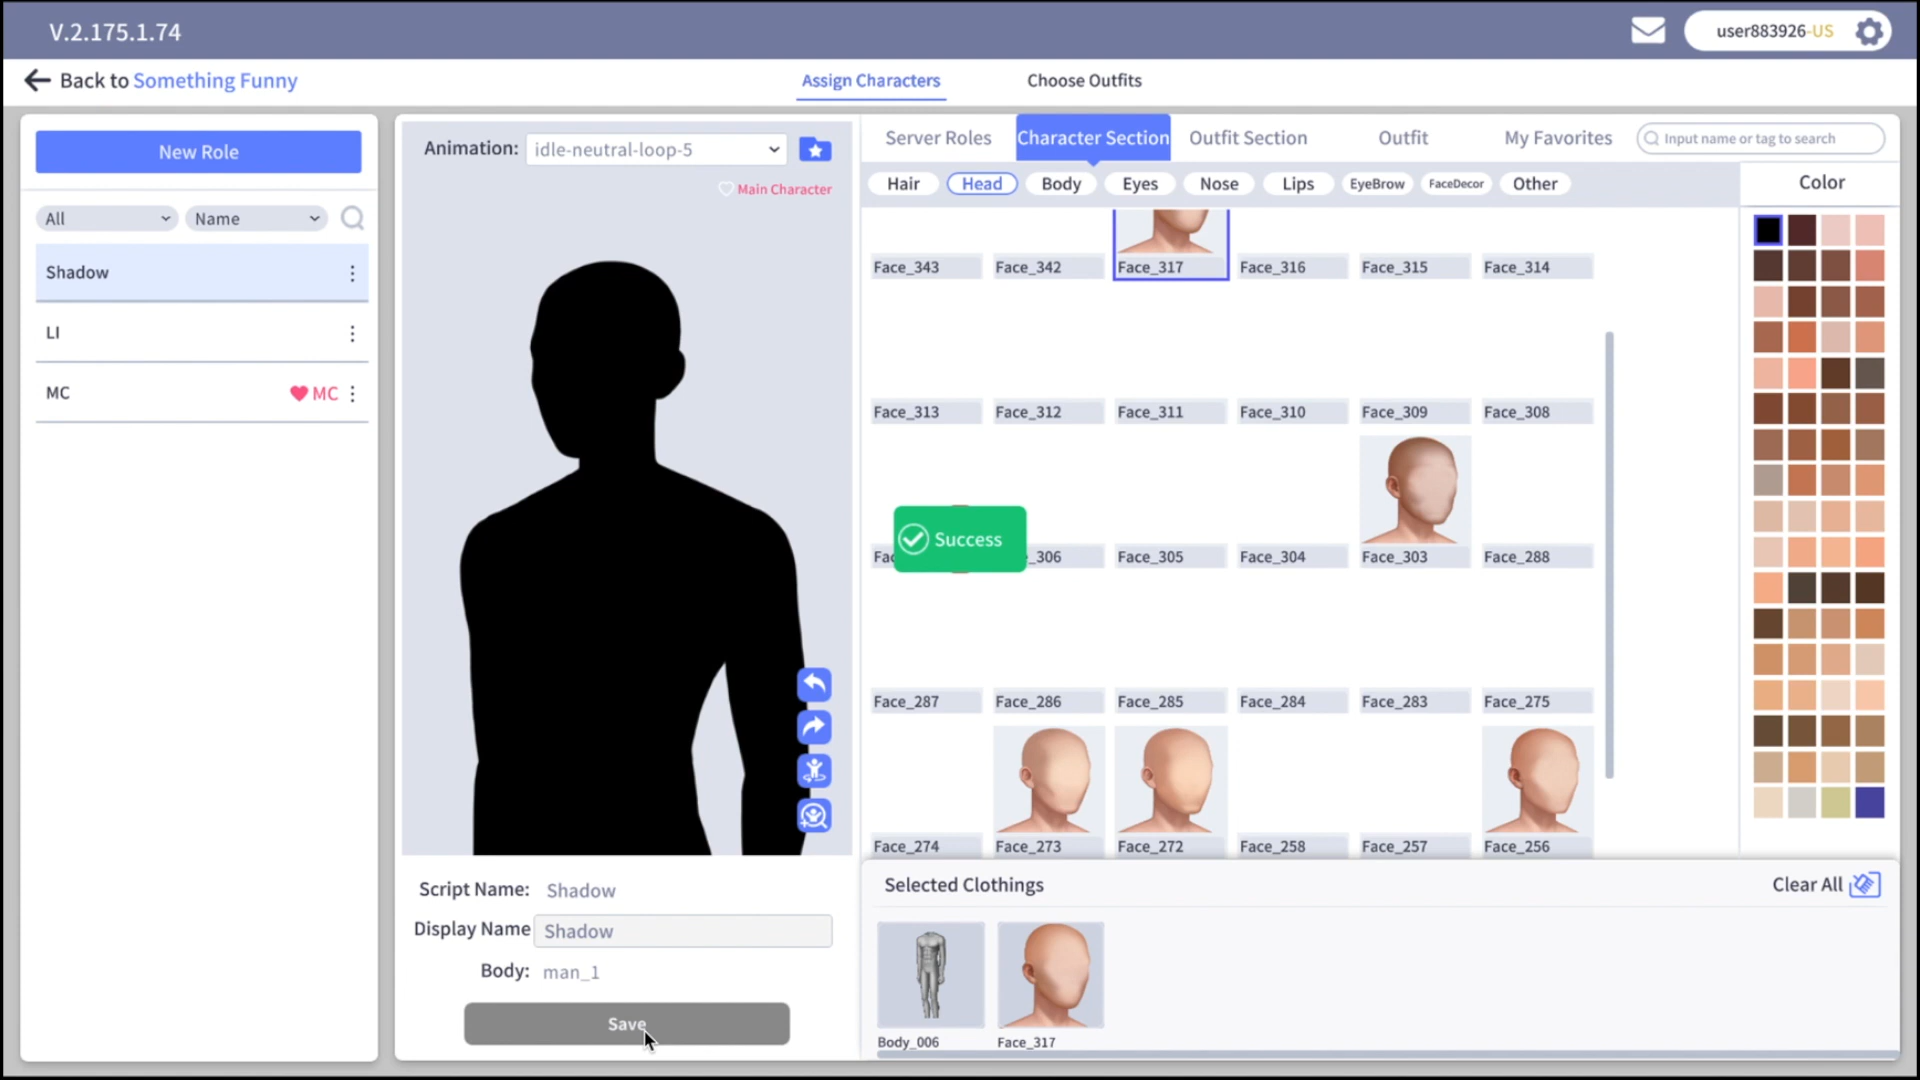 V.2.175.1.74
user883926-US
Back to Something Funny
Assign Characters
Choose Outfits
New Role
All
Name
Shadow
LI
MC
MC
Animation:
idle-neutral-loop-5
Main Character
Script Name: Shadow
Display Name Shadow
Body: man_1
Save
Server Roles
Character Section
Outfit Section
Outfit
My Favorites
Input name or tag to search
Hair
Head
Body
Eyes
Nose
Lips
EyeBrow
FaceDecor
Other
Color
Face_343 Face_342 Face_317 Face_316 Face_315 Face_314
Face_313 Face_312 Face_311 Face_310 Face_309 Face_308
Success
_306 Face_305 Face_304 Face_303 Face_288
Face_287 Face_286 Face_285 Face_284 Face_283 Face_275
Face_274 Face_273 Face_272 Face_258 Face_257 Face_256
Selected Clothings
Clear All
Body_006 Face_317